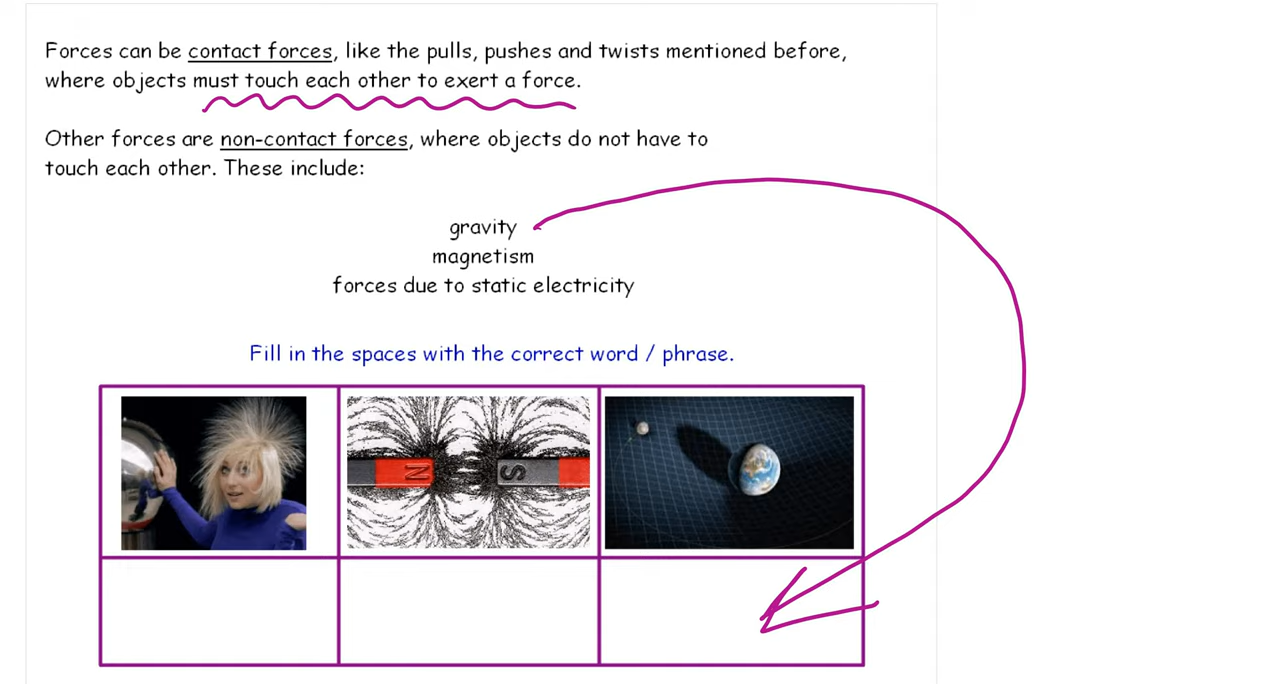 Forces can be contact forces, like the pulls, pushes and twists mentioned before,
where objects must touch each other to exert a force.
Other forces are non-contact forces, where objects do not have to
touch each other. These include:
gravity
magnetism
forces due to static electricity
Fill in the spaces with the correct word / phrase.
N S